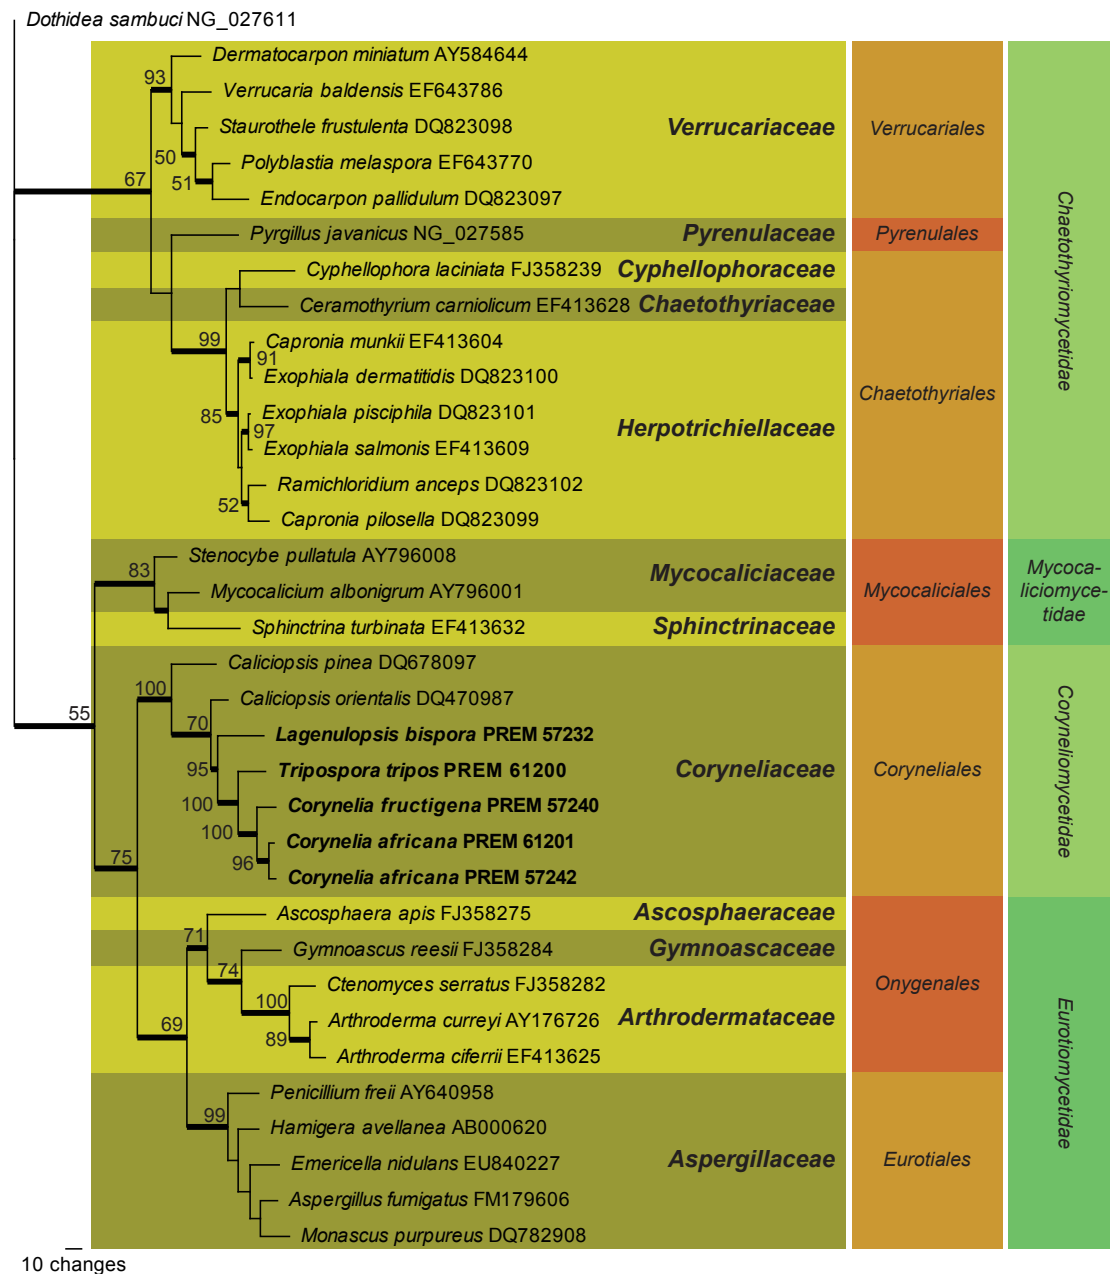 Dothidea sambuci NG_027611
Dermatocarpon miniatum AY584644
93
Verrucaria baldensis EF643786
Staurothele frustulenta DQ823098
Verrucariaceae
Verrucariales
50
Polyblastia melaspora EF643770
67
51
Endocarpon pallidulum DQ823097
Chaetothyriomycetidae
Pyrgillus javanicus NG_027585
Pyrenulaceae
Pyrenulales
Cyphellophora laciniata FJ358239
Cyphellophoraceae
Ceramothyrium carniolicum EF413628
Chaetothyriaceae
99
Capronia munkii EF413604
91
Exophiala dermatitidis DQ823100
Chaetothyriales
85
Exophiala pisciphila DQ823101
97
Herpotrichiellaceae
Exophiala salmonis EF413609
Ramichloridium anceps DQ823102
52
Capronia pilosella DQ823099
Stenocybe pullatula AY796008
83
Mycocaliciaceae
Mycocalicium albonigrum AY796001
Mycocaliciales
Mycoca-
liciomyce-
tidae
Sphinctrina turbinata EF413632
Sphinctrinaceae
Caliciopsis pinea DQ678097
100
Caliciopsis orientalis DQ470987
55
70
Lagenulopsis bispora PREM 57232
95
Tripospora tripos PREM 61200
Coryneliaceae
Coryneliales
Coryneliomycetidae
100
Corynelia fructigena PREM 57240
100
Corynelia africana PREM 61201
75
96
Corynelia africana PREM 57242
Ascosphaera apis FJ358275
Ascosphaeraceae
71
Gymnoascus reesii FJ358284
Gymnoascaceae
74
Ctenomyces serratus FJ358282
Onygenales
100
Arthroderma curreyi AY176726
Arthrodermataceae
69
89
Arthroderma ciferrii EF413625
Eurotiomycetidae
Penicillium freii AY640958
99
Hamigera avellanea AB000620
Emericella nidulans EU840227
Aspergillaceae
Eurotiales
Aspergillus fumigatus FM179606
Monascus purpureus DQ782908
10 changes